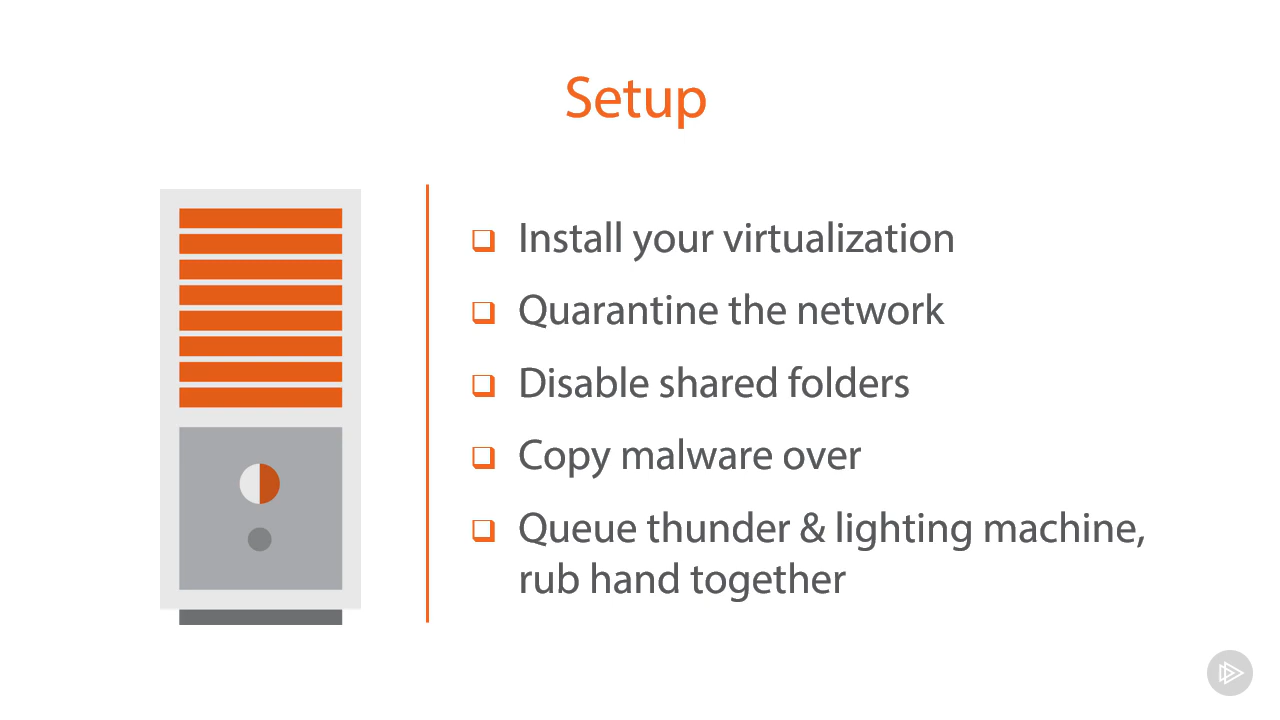 Setup
Install your virtualization
Quarantine the network
Disable shared folders
Copy malware over
Queue thunder & lighting machine,
rub hand together